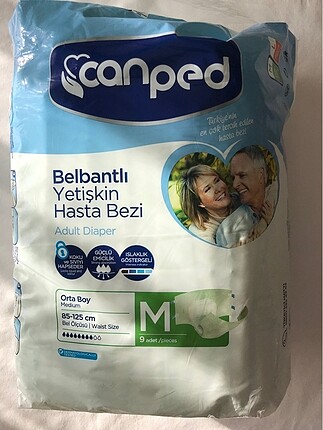 canped
Türkiye'nin
en çok tercih edilen
hasta bezi
Belbantlı
Yetişkin
Hasta Bezi
Adult Diaper
KOKU
VE SIVIYI
HAPSEDER
GÜÇLÜ
EMİCİLİK
ISLAKLIK
GÖSTERGELİ
Orta Boy
Medium
85-125 cm
Bel Ölçüsü | Waist Size
M
9 adet /pieces